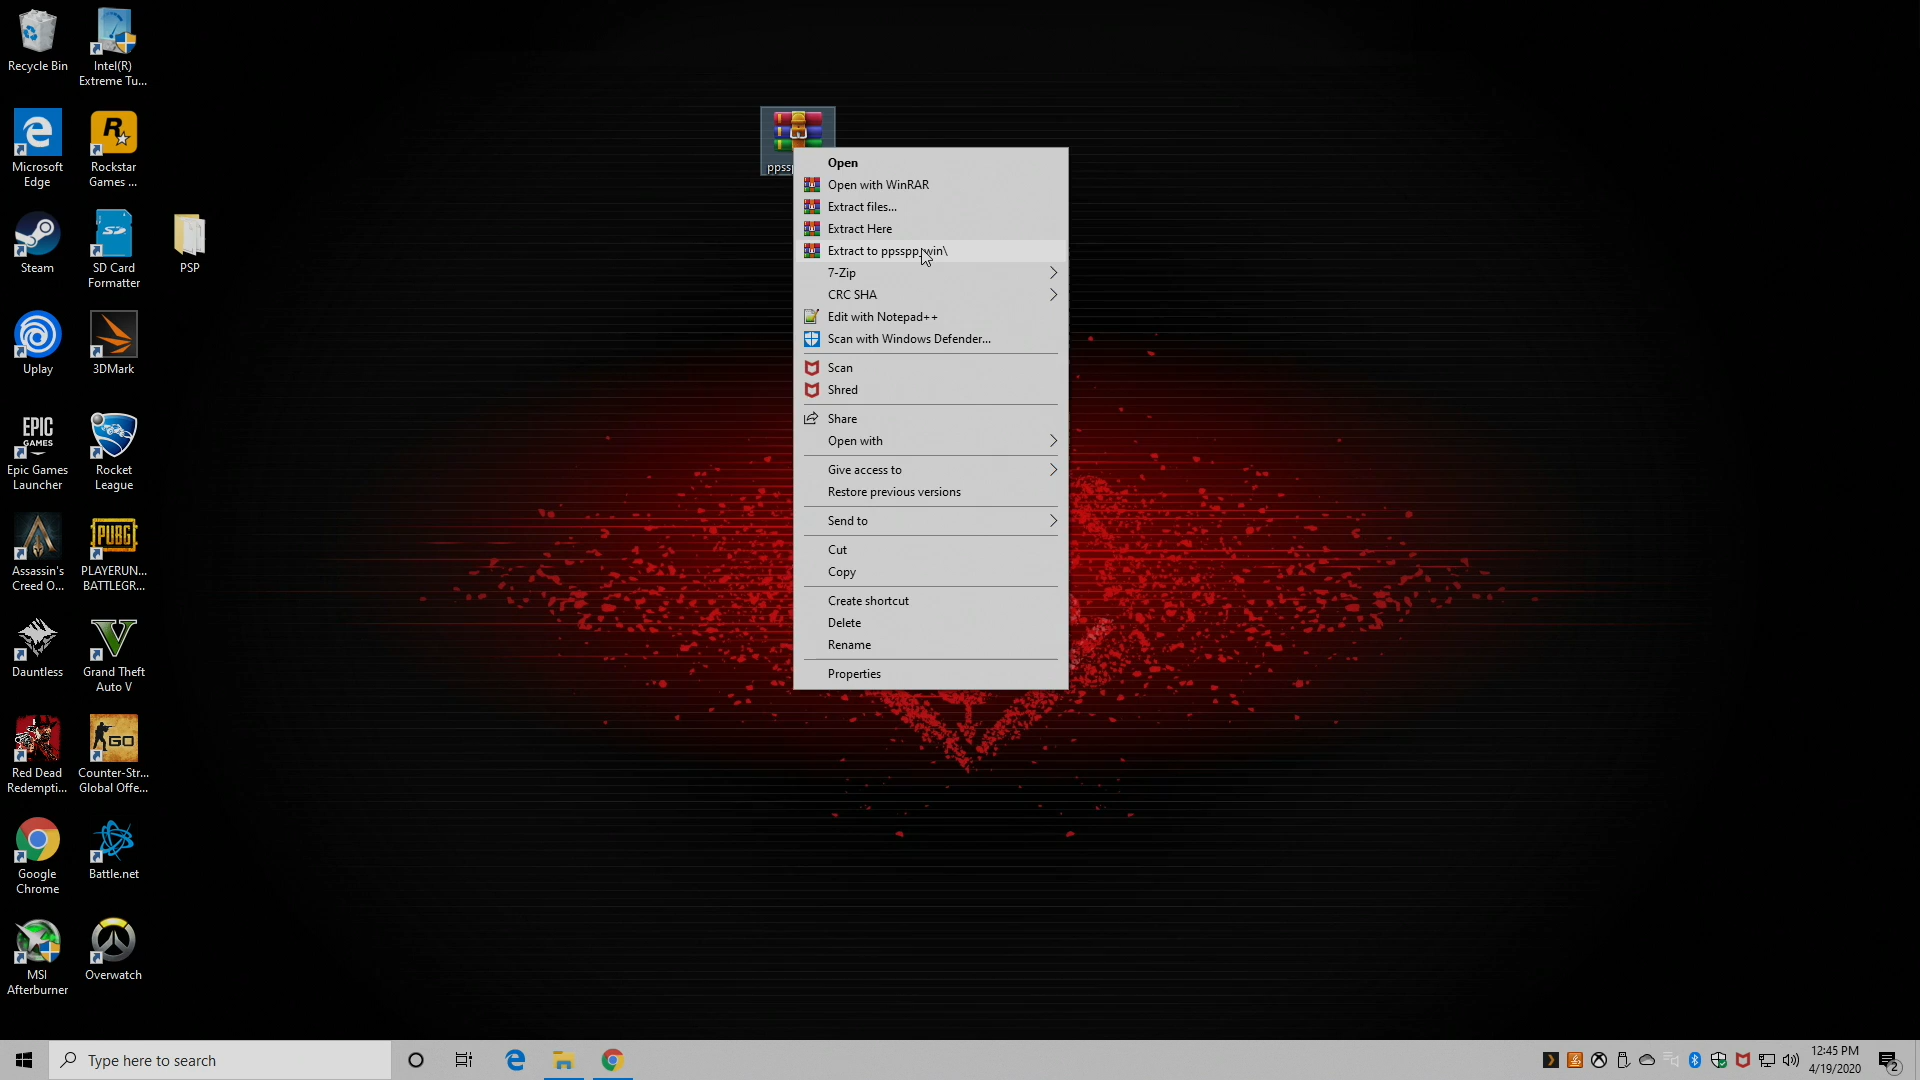 Recycle Bin
Intel(R)
Extreme Tu...
Microsoft
Edge
Rockstar
Games ...
Steam
SD Card
Formatter
PSP
Uplay
3DMark
EPIC
GAMES
Epic Games
Launcher
Rocket
League
Assassin's
Creed O...
PUBG
PLAYERUN...
BATTLEGR...
Dauntless
Grand Theft
Auto V
Red Dead
Redempti...
GO
Counter-Str...
Global Offe...
Google
Chrome
Battle.net
MSI
Afterburner
Overwatch
Open
Open with WinRAR
Extract files...
Extract Here
Extract to ppsspp_win\
7-Zip
CRC SHA
Edit with Notepad++
Scan with Windows Defender...
Scan
Shred
Share
Open with
Give access to
Restore previous versions
Send to
Cut
Copy
Create shortcut
Delete
Rename
Properties
Type here to search
12:45 PM
4/19/2020
2